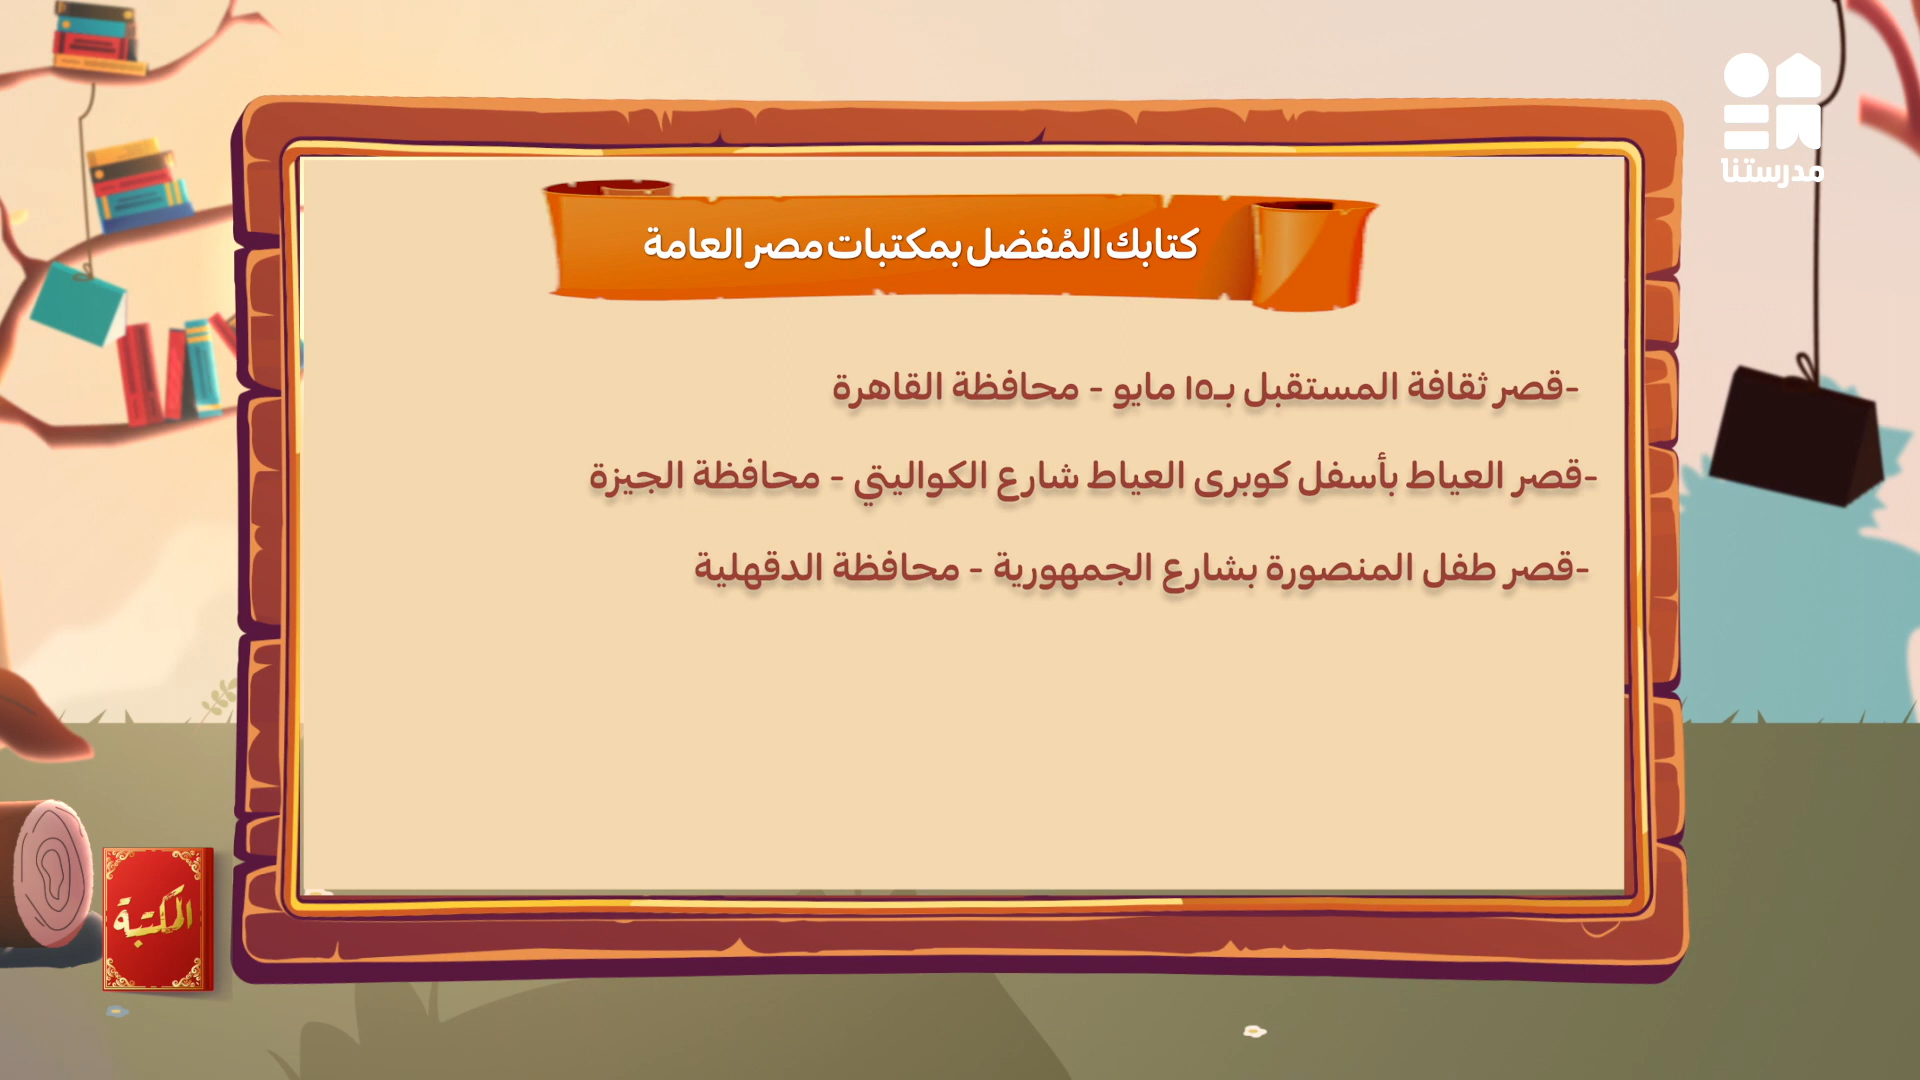 مدرستنا
كتابك المُفضل بمكتبات مصر العامة
-قصر ثقافة المستقبل بـ١٥ مايو - محافظة القاهرة
-قصر العياط بأسفل كوبرى العياط شارع الكواليتي - محافظة الجيزة
-قصر طفل المنصورة بشارع الجمهورية - محافظة الدقهلية
المكتبة